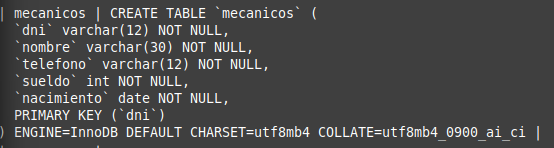 | mecanicos | CREATE TABLE `mecanicos` (
`dni` varchar(12) NOT NULL,
`nombre` varchar(30) NOT NULL,
`telefono` varchar(12) NOT NULL,
`sueldo` int NOT NULL,
`nacimiento` date NOT NULL,
PRIMARY KEY (`dni`)
) ENGINE=InnoDB DEFAULT CHARSET=utf8mb4 COLLATE=utf8mb4_0900_ai_ci |